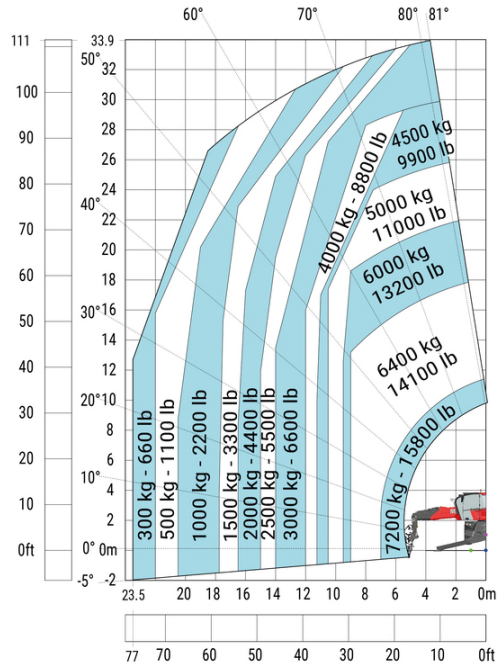 60° 70° 80° 81°
111 33.9
50°
32
100 30
90 28 4500 kg
9900 lb
26
80 24 5000 kg
11000 lb
40° 22
70 20 4000 kg - 8800 lb
60 18 6000 kg
13200 lb
30° 16
50 14
40 12 6400 kg
14100 lb
20° 10
30 8
20 6
10° 4
10 2
0ft 0° 0m
-5° -2
300 kg - 660 lb
500 kg - 1100 lb
1000 kg - 2200 lb
1500 kg - 3300 lb
2000 kg - 4400 lb
2500 kg - 5500 lb
3000 kg - 6600 lb
7200 kg - 15800 lb
23.5 20 18 16 14 12 10 8 6 4 2 0m
77 70 60 50 40 30 20 10 0ft